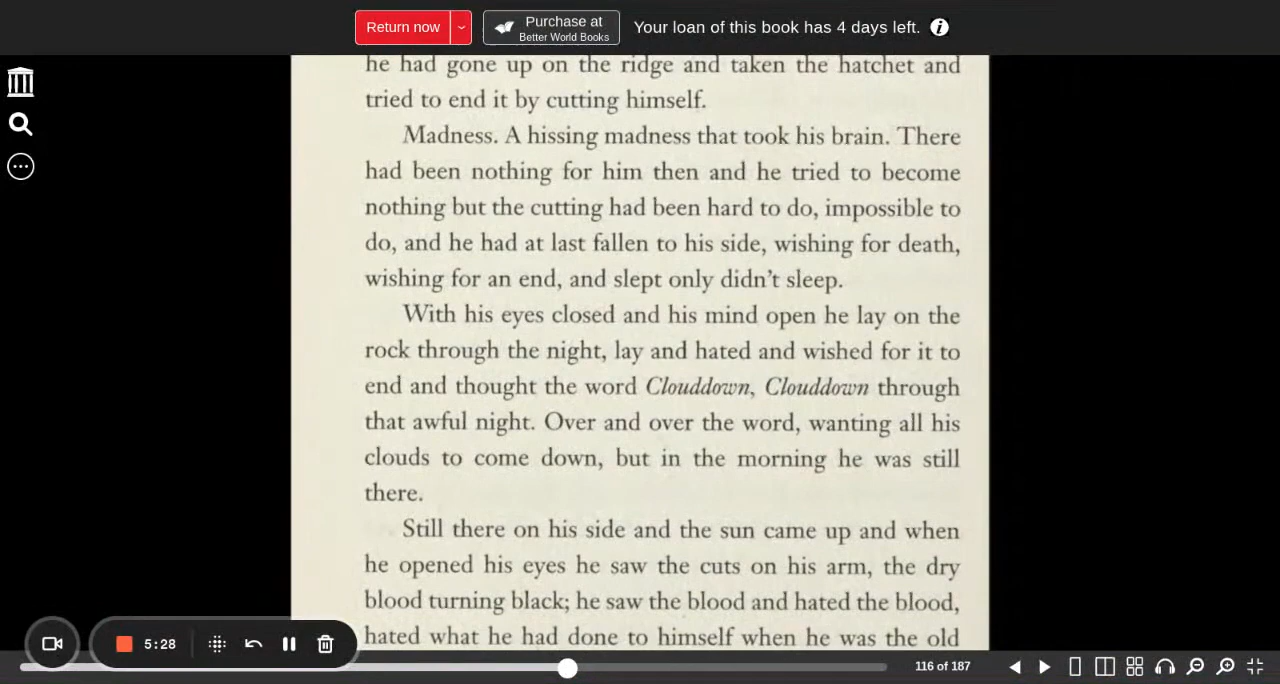 Return now
Purchase at
Better World Books
Your loan of this book has 4 days left.
he had gone up on the ridge and taken the hatchet and
tried to end it by cutting himself.
Madness. A hissing madness that took his brain. There
had been nothing for him then and he tried to become
nothing but the cutting had been hard to do, impossible to
do, and he had at last fallen to his side, wishing for death,
wishing for an end, and slept only didn't sleep.
With his eyes closed and his mind open he lay on the
rock through the night, lay and hated and wished for it to
end and thought the word Clouddown, Clouddown through
that awful night. Over and over the word, wanting all his
clouds to come down, but in the morning he was still
there.
Still there on his side and the sun came up and when
he opened his eyes he saw the cuts on his arm, the dry
blood turning black; he saw the blood and hated the blood,
hated what he had done to himself when he was the old
5:28
116 of 187